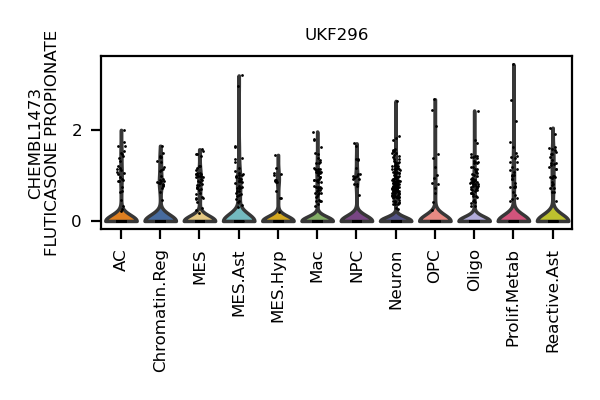 UKF296
CHEMBL1473
FLUTICASONE PROPIONATE
2
0
AC
Chromatin.Reg
MES
MES.Ast
MES.Hyp
Mac
NPC
Neuron
OPC
Oligo
Prolif.Metab
Reactive.Ast